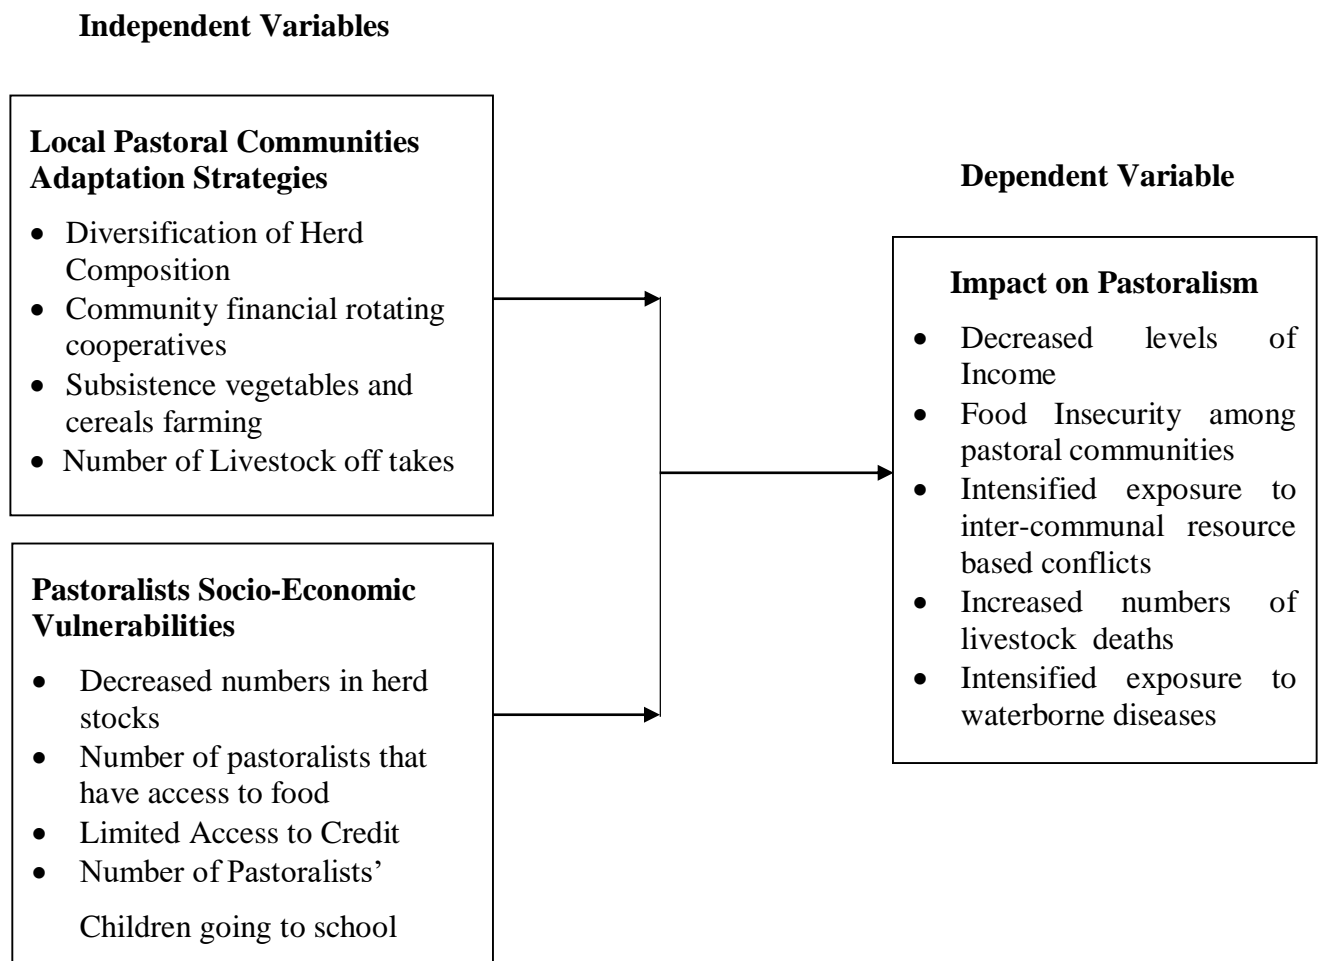 Independent Variables
Local Pastoral Communities
Adaptation Strategies
• Diversification of Herd
Composition
• Community financial rotating
cooperatives
• Subsistence vegetables and
cereals farming
• Number of Livestock off takes
Pastoralists Socio-Economic
Vulnerabilities
• Decreased numbers in herd
stocks
• Number of pastoralists that
have access to food
• Limited Access to Credit
• Number of Pastoralists’
Children going to school
Dependent Variable
Impact on Pastoralism
• Decreased levels of
Income
• Food Insecurity among
pastoral communities
• Intensified exposure to
inter-communal resource
based conflicts
• Increased numbers of
livestock deaths
• Intensified exposure to
waterborne diseases